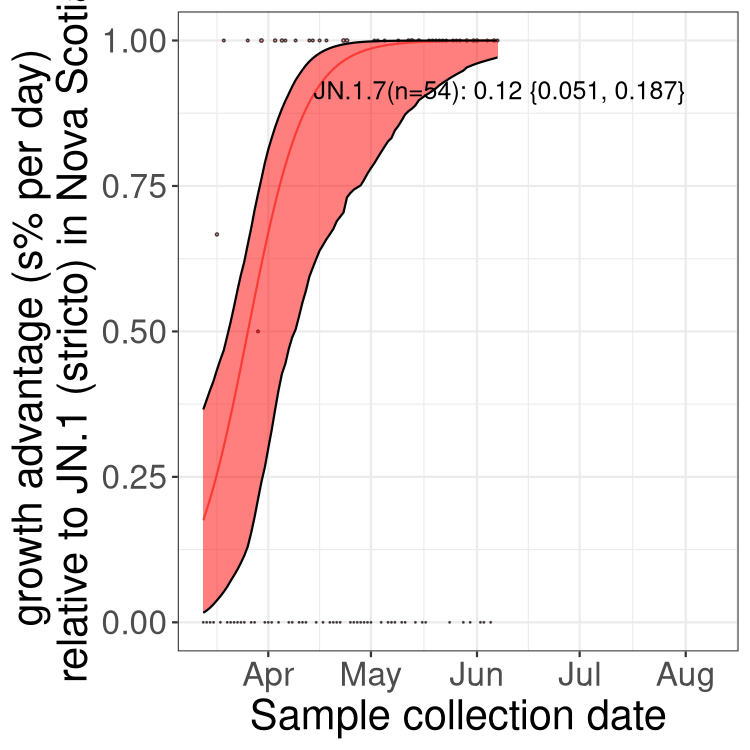 growth advantage (s% per day)
relative to JN.1 (stricto) in Nova Scotia
1.00
0.75
0.50
0.25
0.00
JN.1.7(n=54): 0.12 {0.051, 0.187}
Apr May Jun Jul Aug
Sample collection date